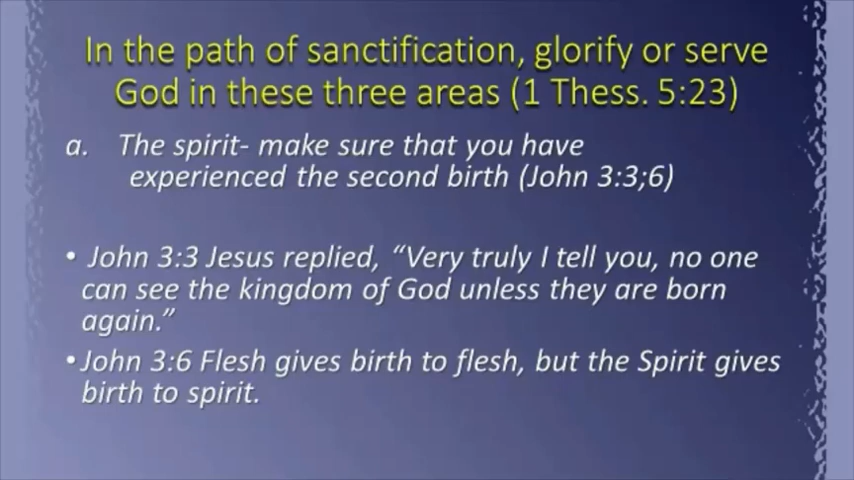 In the path of sanctification, glorify or serve
God in these three areas (1 Thess. 5:23)
a. The spirit- make sure that you have
experienced the second birth (John 3:3;6)
• John 3:3 Jesus replied, “Very truly I tell you, no one
can see the kingdom of God unless they are born
again.”
• John 3:6 Flesh gives birth to flesh, but the Spirit gives
birth to spirit.